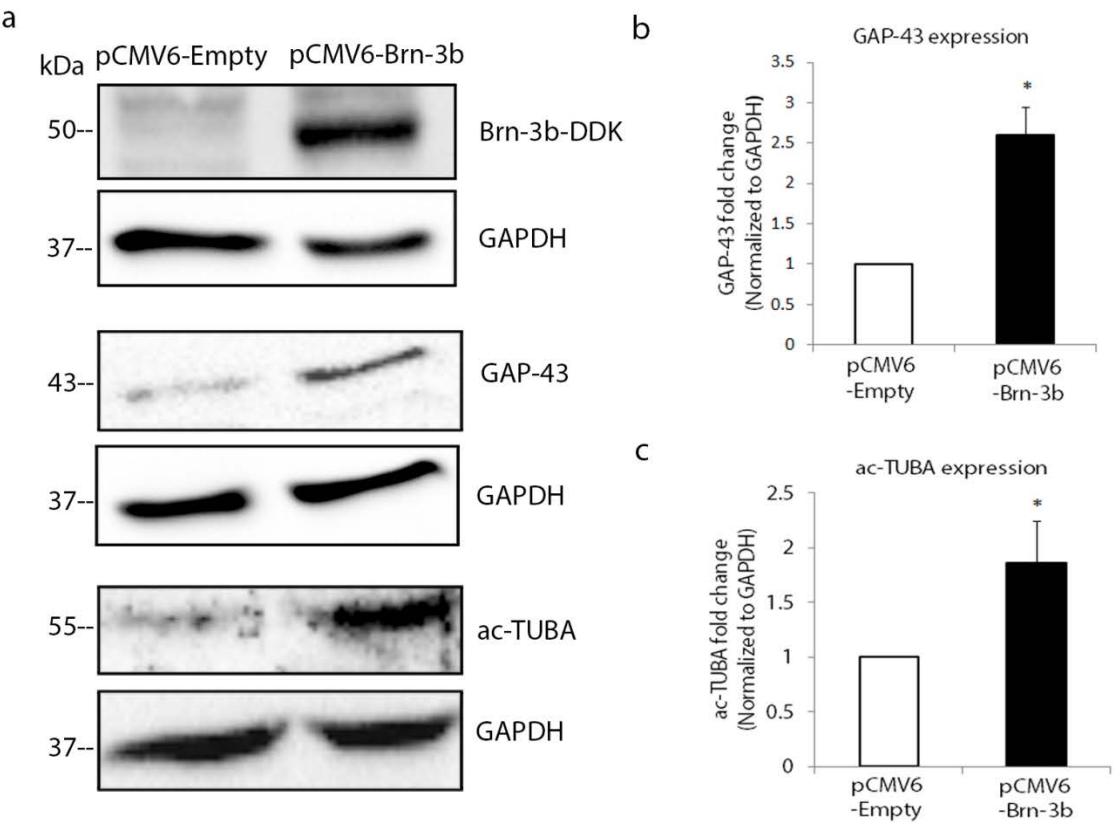 a
kDa pCMV6-Empty pCMV6-Brn-3b
50-- Brn-3b-DDK
37-- GAPDH
43-- GAP-43
37-- GAPDH
55-- ac-TUBA
37-- GAPDH
b
GAP-43 expression
GAP-43 fold change
(Normalized to GAPDH)
3.5
3
2.5
2
1.5
1
0.5
0
*
pCMV6
-Empty
pCMV6
-Brn-3b
c
ac-TUBA expression
ac-TUBA fold change
(Normalized to GAPDH)
2.5
2
1.5
1
0.5
0
*
pCMV6
-Empty
pCMV6
-Brn-3b